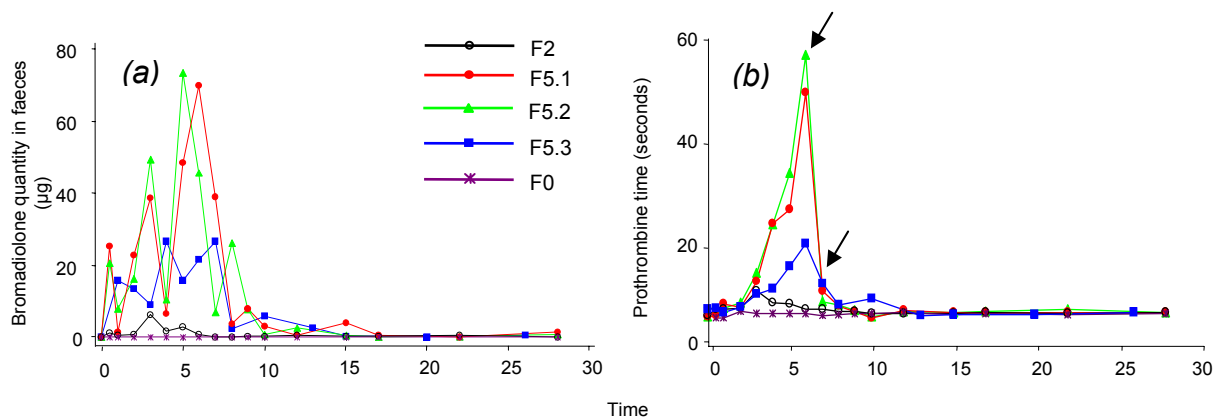 (a)
Bromadiolone quantity in faeces
(µg)
80
60
40
20
0
0 5 10 15 20 25 30
F2
F5.1
F5.2
F5.3
F0
(b)
Prothrombine time (seconds)
60
40
20
0
0 5 10 15 20 25 30
Time